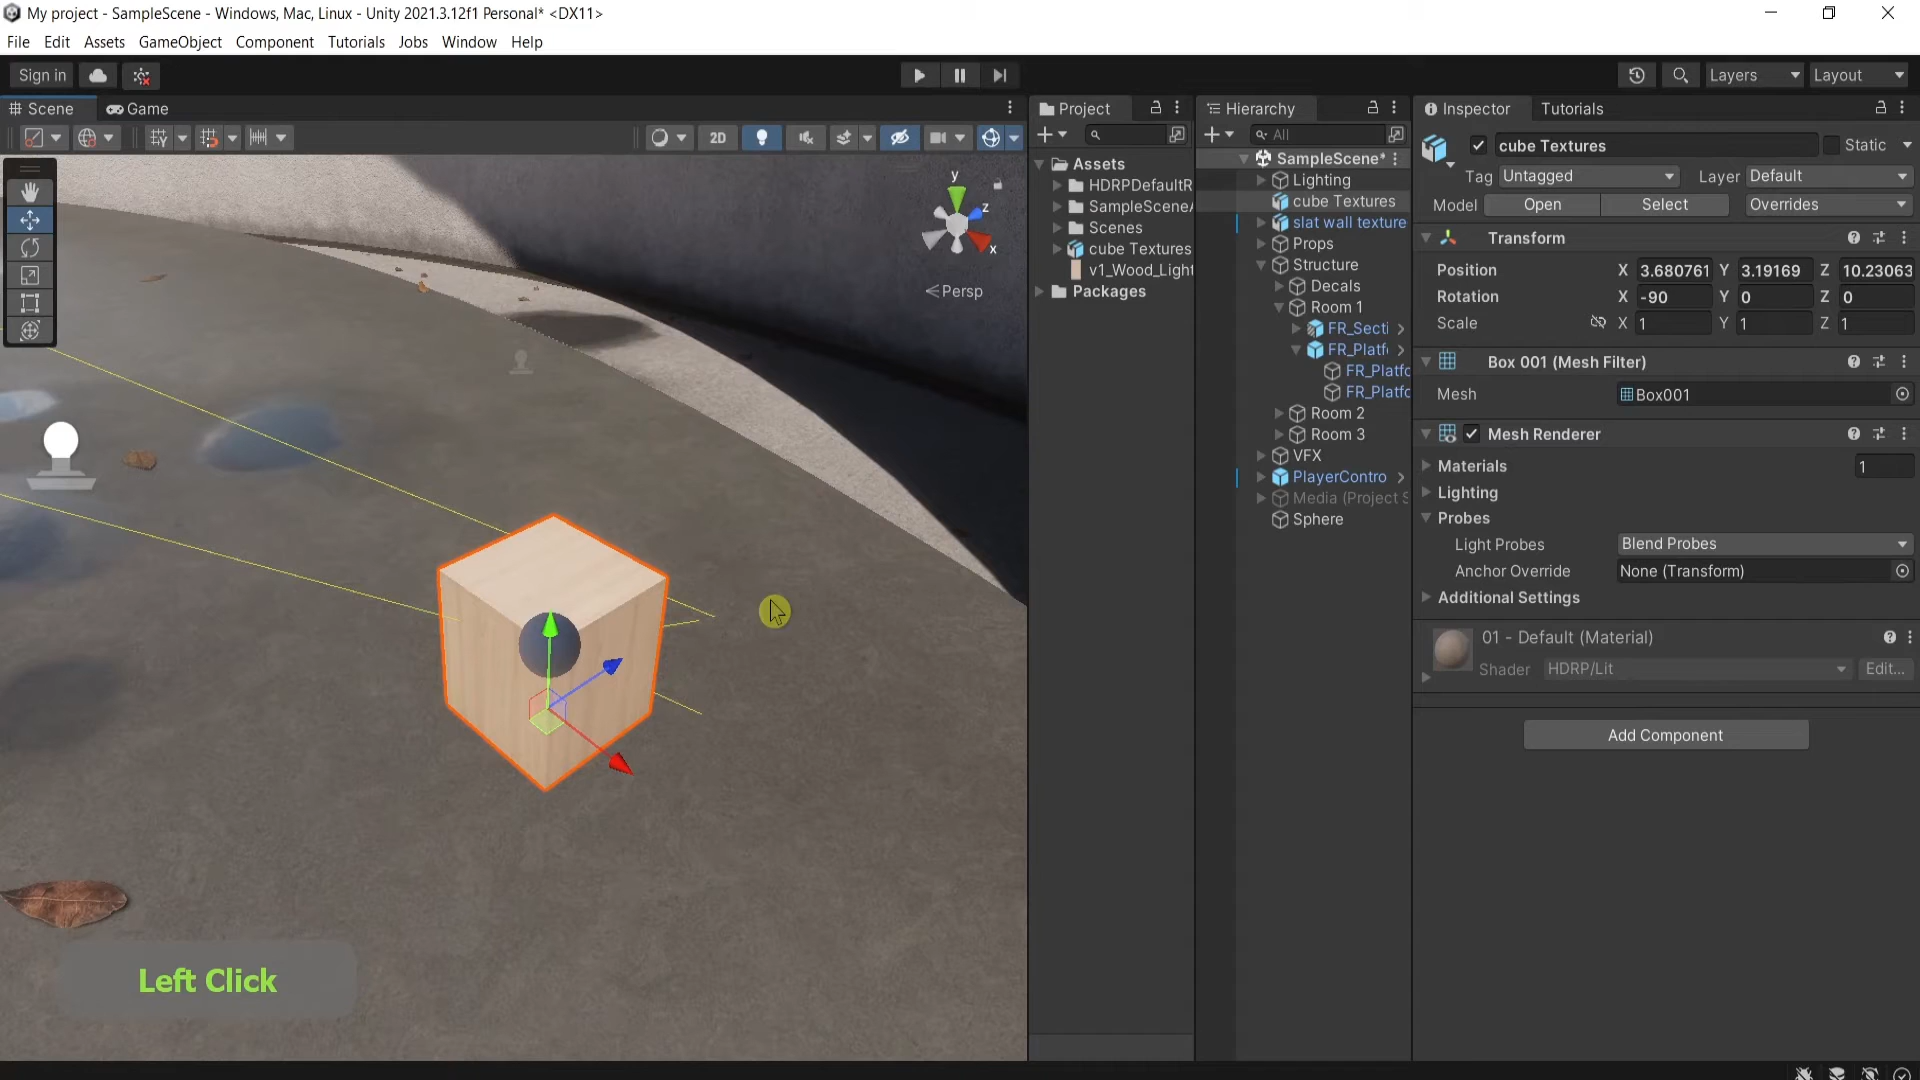 My project - SampleScene - Windows, Mac, Linux - Unity 2021.3.12f1 Personal* <DX11>
File Edit Assets GameObject Component Tutorials Jobs Window Help
Sign in Layers Layout
Scene Game
2D
y
z
x
Persp
Left Click
Project
Assets
HDRPDefaultR
SampleSceneA
Scenes
cube Textures
v1_Wood_Light
Packages
Hierarchy
All
SampleScene*
Lighting
cube Textures
slat wall texture
Props
Structure
Decals
Room 1
FR_Secti
FR_Platf
FR_Platfo
FR_Platfo
Room 2
Room 3
VFX
PlayerContro
Media (Project S
Sphere
Inspector Tutorials
cube Textures Static
Tag Untagged Layer Default
Model Open Select Overrides
Transform
Position X 3.680761 Y 3.19169 Z 10.23063
Rotation X -90 Y 0 Z 0
Scale X 1 Y 1 Z 1
Box 001 (Mesh Filter)
Mesh Box001
Mesh Renderer
Materials 1
Lighting
Probes
Light Probes Blend Probes
Anchor Override None (Transform)
Additional Settings
01 - Default (Material)
Shader HDRP/Lit Edit...
Add Component